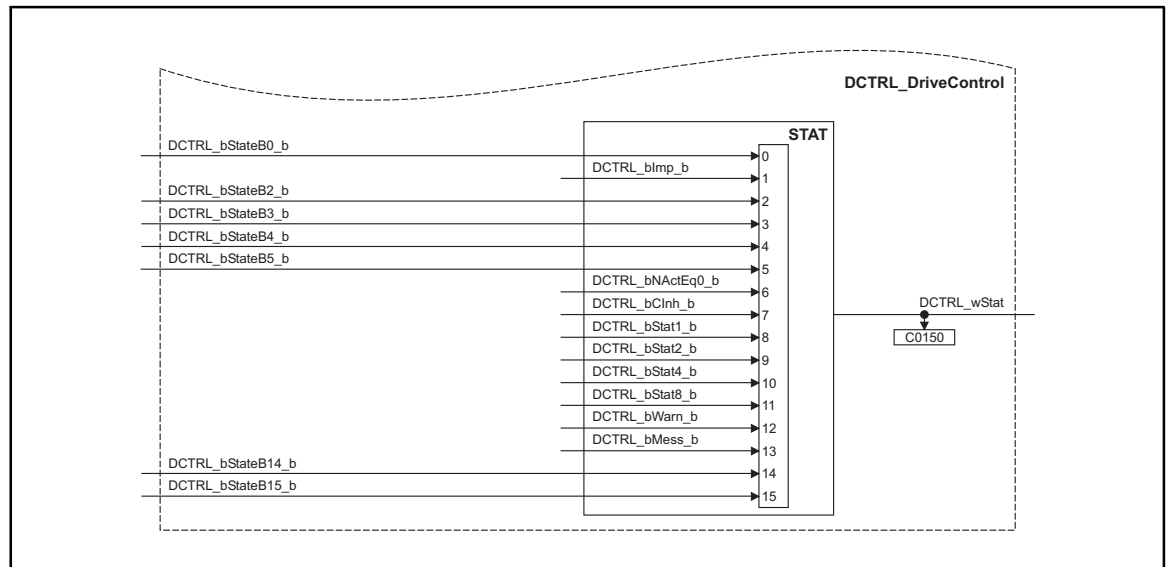 DCTRL_DriveControl
STAT
DCTRL_bStateB0_b
0
DCTRL_bImp_b
1
DCTRL_bStateB2_b
2
DCTRL_bStateB3_b
3
DCTRL_bStateB4_b
4
DCTRL_bStateB5_b
5
DCTRL_bNActEq0_b
6
DCTRL_bCInh_b
7
DCTRL_wStat
DCTRL_bStat1_b
8
C0150
DCTRL_bStat2_b
9
DCTRL_bStat4_b
10
DCTRL_bStat8_b
11
DCTRL_bWarn_b
12
DCTRL_bMess_b
13
DCTRL_bStateB14_b
14
DCTRL_bStateB15_b
15